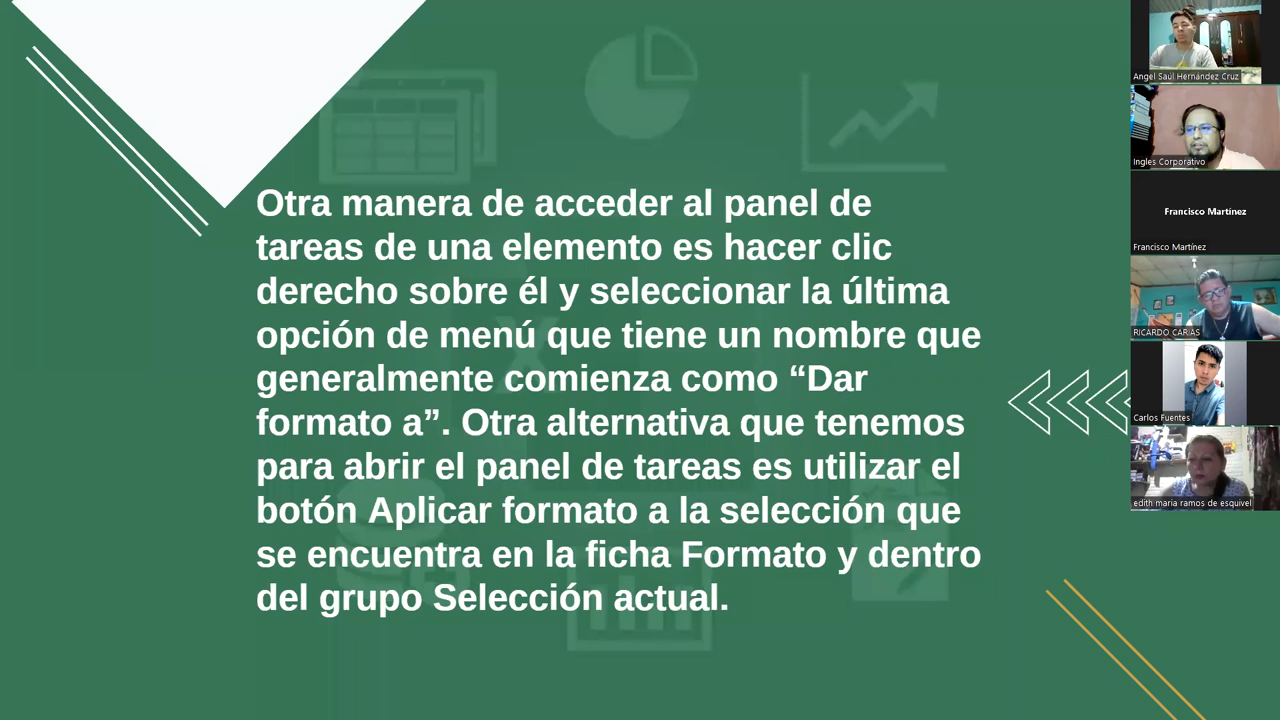 Otra manera de acceder al panel de
tareas de una elemento es hacer clic
derecho sobre él y seleccionar la última
opción de menú que tiene un nombre que
generalmente comienza como “Dar
formato a”. Otra alternativa que tenemos
para abrir el panel de tareas es utilizar el
botón Aplicar formato a la selección que
se encuentra en la ficha Formato y dentro
del grupo Selección actual.
Angel Saúl Hernández Cruz
Ingles Corporativo
Francisco Martínez
Francisco Martínez
RICARDO CARIAS
Carlos Fuentes
edith maria ramos de esquivel